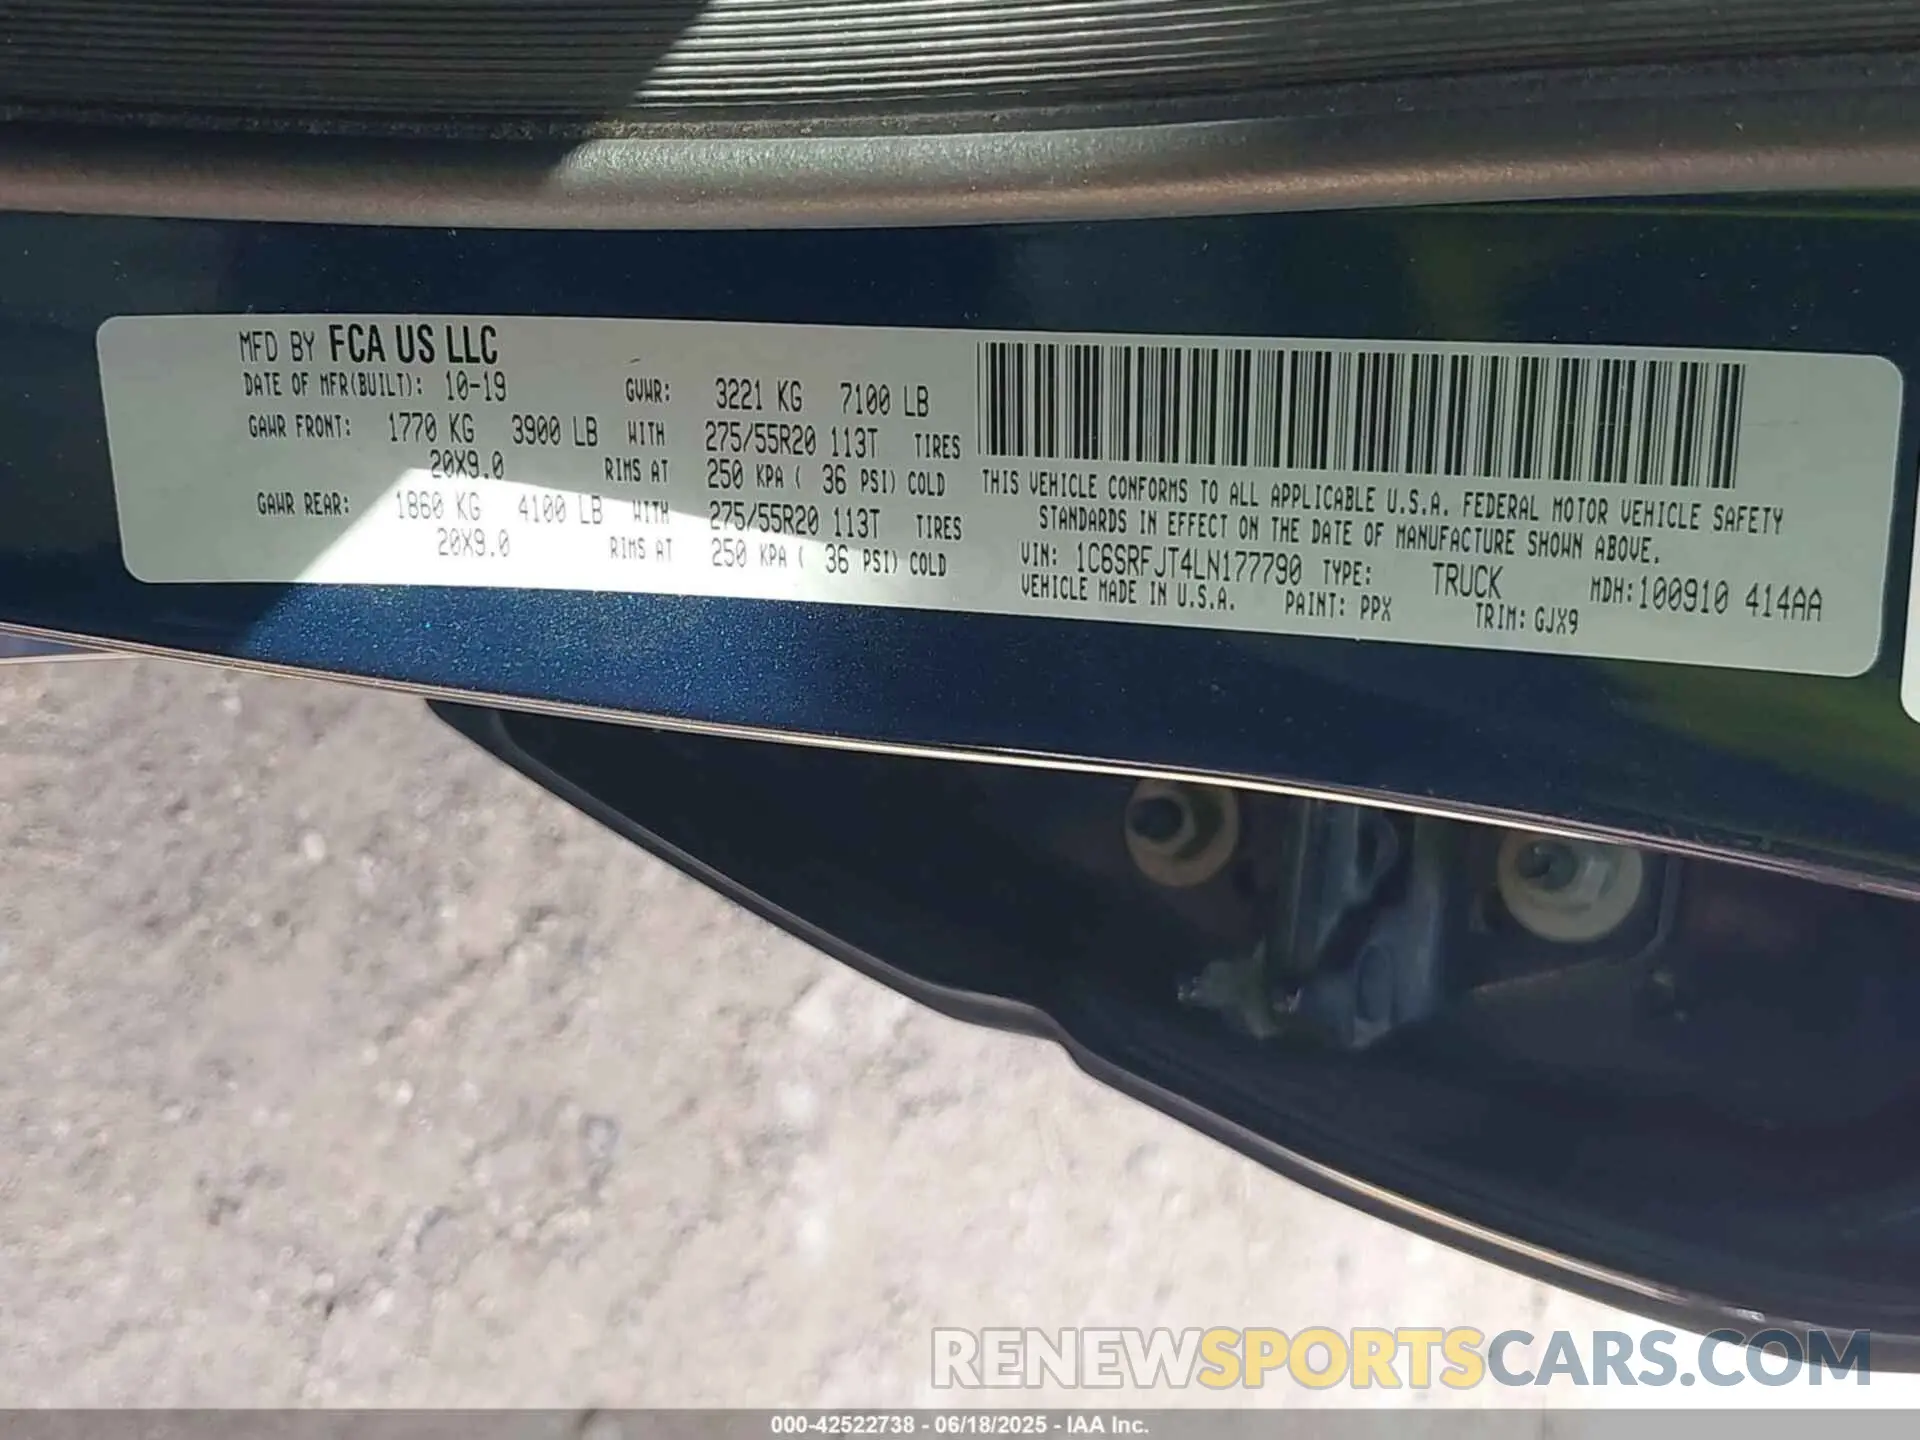 MFD BY FCA US LLC
DATE OF MFR(BUILT): 10-19 GVWR: 3221 KG 7100 LB
GAWR FRONT: 1770 KG 3900 LB WITH 275/55R20 113T TIRES
20X9.0 RIMS AT 250 KPA ( 36 PSI) COLD
GAWR REAR: 1860 KG 4100 LB WITH 275/55R20 113T TIRES
20X9.0 RIMS AT 250 KPA ( 36 PSI) COLD
THIS VEHICLE CONFORMS TO ALL APPLICABLE U.S.A. FEDERAL MOTOR VEHICLE SAFETY
STANDARDS IN EFFECT ON THE DATE OF MANUFACTURE SHOWN ABOVE.
VIN: 1C6SRFJT4LN177790 TYPE: TRUCK MDH:100910 414AA
VEHICLE MADE IN U.S.A. PAINT: PPX TRIM: GJX9
RENEWSPORTSCARS.COM
000-42522738 - 06/18/2025 - IAA Inc.